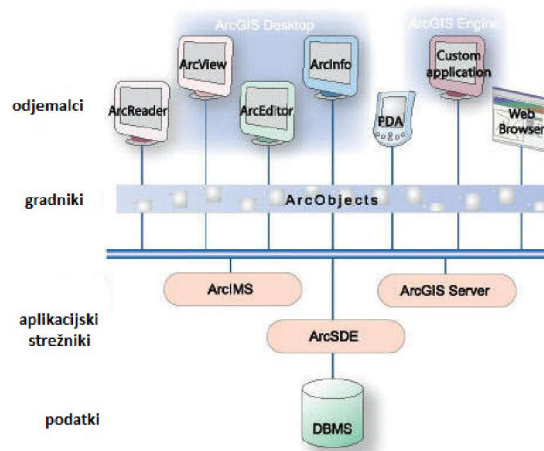 ArcGIS Desktop
ArcGIS Engine
odjemalci
ArcReader
ArcView
ArcEditor
ArcInfo
PDA
Custom
application
Web
Browser
gradniki
ArcObjects
ArcIMS
ArcGIS Server
aplikacijski
strežniki
ArcSDE
podatki
DBMS